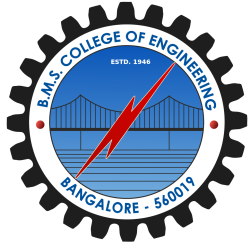 B.M.S. COLLEGE OF ENGINEERING
ESTD. 1946
BANGALORE - 560019